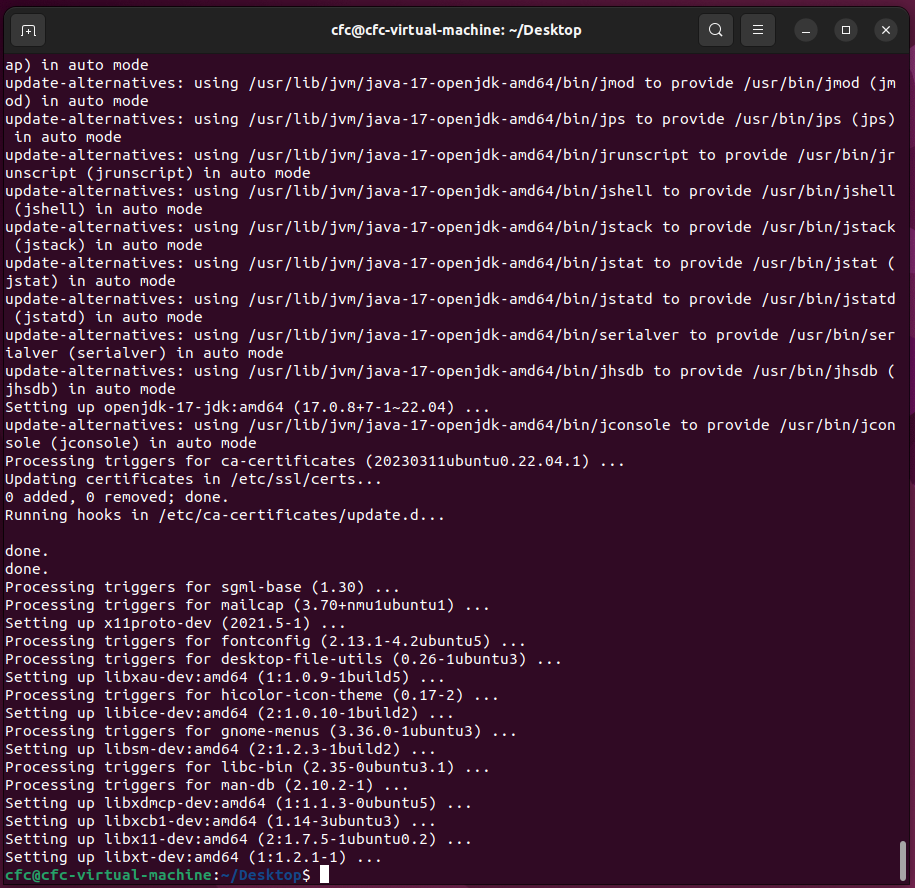 cfc@cfc-virtual-machine: ~/Desktop
ap) in auto mode
update-alternatives: using /usr/lib/jvm/java-17-openjdk-amd64/bin/jmod to provide /usr/bin/jmod (jm
od) in auto mode
update-alternatives: using /usr/lib/jvm/java-17-openjdk-amd64/bin/jps to provide /usr/bin/jps (jps)
 in auto mode
update-alternatives: using /usr/lib/jvm/java-17-openjdk-amd64/bin/jrunscript to provide /usr/bin/jr
unscript (jrunscript) in auto mode
update-alternatives: using /usr/lib/jvm/java-17-openjdk-amd64/bin/jshell to provide /usr/bin/jshell
 (jshell) in auto mode
update-alternatives: using /usr/lib/jvm/java-17-openjdk-amd64/bin/jstack to provide /usr/bin/jstack
 (jstack) in auto mode
update-alternatives: using /usr/lib/jvm/java-17-openjdk-amd64/bin/jstat to provide /usr/bin/jstat (
jstat) in auto mode
update-alternatives: using /usr/lib/jvm/java-17-openjdk-amd64/bin/jstatd to provide /usr/bin/jstatd
 (jstatd) in auto mode
update-alternatives: using /usr/lib/jvm/java-17-openjdk-amd64/bin/serialver to provide /usr/bin/ser
ialver (serialver) in auto mode
update-alternatives: using /usr/lib/jvm/java-17-openjdk-amd64/bin/jhsdb to provide /usr/bin/jhsdb (
jhsdb) in auto mode
Setting up openjdk-17-jdk:amd64 (17.0.8+7-1~22.04) ...
update-alternatives: using /usr/lib/jvm/java-17-openjdk-amd64/bin/jconsole to provide /usr/bin/jcon
sole (jconsole) in auto mode
Processing triggers for ca-certificates (20230311ubuntu0.22.04.1) ...
Updating certificates in /etc/ssl/certs...
0 added, 0 removed; done.
Running hooks in /etc/ca-certificates/update.d...

done.
done.
Processing triggers for sgml-base (1.30) ...
Processing triggers for mailcap (3.70+nmu1ubuntu1) ...
Setting up x11proto-dev (2021.5-1) ...
Processing triggers for fontconfig (2.13.1-4.2ubuntu5) ...
Processing triggers for desktop-file-utils (0.26-1ubuntu3) ...
Setting up libxau-dev:amd64 (1:1.0.9-1build5) ...
Processing triggers for hicolor-icon-theme (0.17-2) ...
Setting up libice-dev:amd64 (2:1.0.10-1build2) ...
Processing triggers for gnome-menus (3.36.0-1ubuntu3) ...
Setting up libsm-dev:amd64 (2:1.2.3-1build2) ...
Processing triggers for libc-bin (2.35-0ubuntu3.1) ...
Processing triggers for man-db (2.10.2-1) ...
Setting up libxdmcp-dev:amd64 (1:1.1.3-0ubuntu5) ...
Setting up libxcb1-dev:amd64 (1.14-3ubuntu3) ...
Setting up libx11-dev:amd64 (2:1.7.5-1ubuntu0.2) ...
Setting up libxt-dev:amd64 (1:1.2.1-1) ...
cfc@cfc-virtual-machine:~/Desktop$